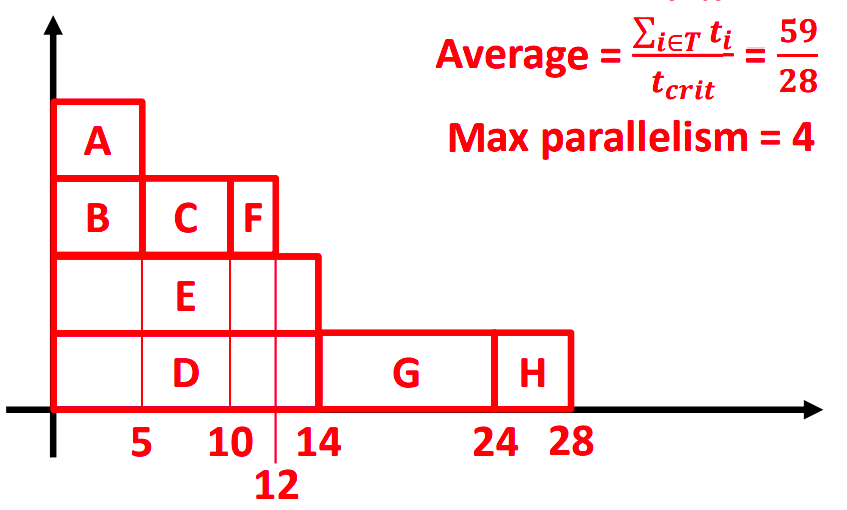 Average = ∑i∈T ti / tcrit = 59 / 28
Max parallelism = 4
A
B C F
E
D G H
5 10 14 24 28
12